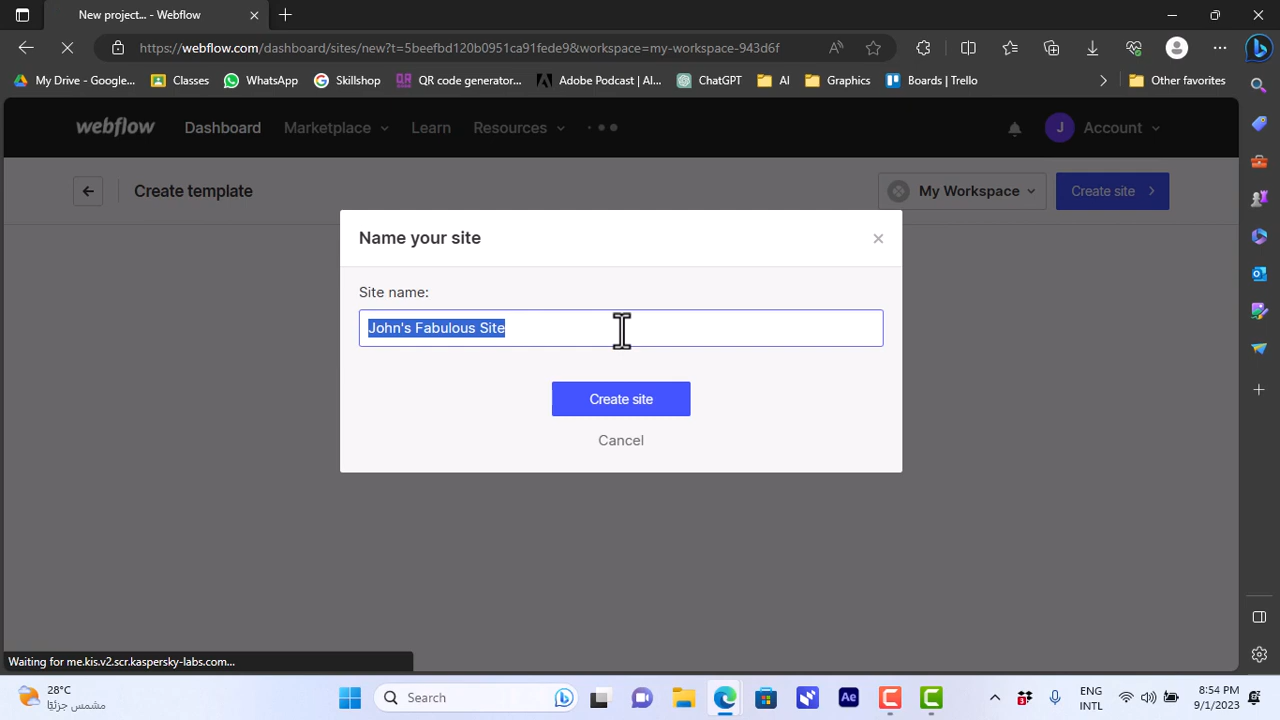 New project... - Webflow
https://webflow.com/dashboard/sites/new?t=5beefbd120b0951ca91fede9&workspace=my-workspace-943d6f
My Drive - Google...
Classes
WhatsApp
Skillshop
QR code generator...
Adobe Podcast | AI...
ChatGPT
AI
Graphics
Boards | Trello
Other favorites
webflow
Dashboard
Marketplace
Learn
Resources
J
Account
Create template
My Workspace
Create site
Name your site
Site name:
John's Fabulous Site
Create site
Cancel
Waiting for me.kis.v2.scr.kaspersky-labs.com...
28°C
مشمس جزئيًا
Search
Ae
ENG
INTL
8:54 PM
9/1/2023